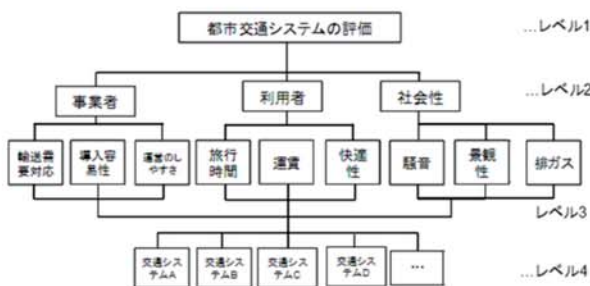 都市交通システムの評価
…レベル1
事業者
利用者
社会性
…レベル2
輸送需
要対応
導入容
易性
運営のし
やすさ
旅行
時間
運賃
快適
性
騒音
景観
性
排ガス
レベル3
交通シス
テムA
交通シス
テムB
交通シス
テムC
交通シス
テムD
…
…レベル4